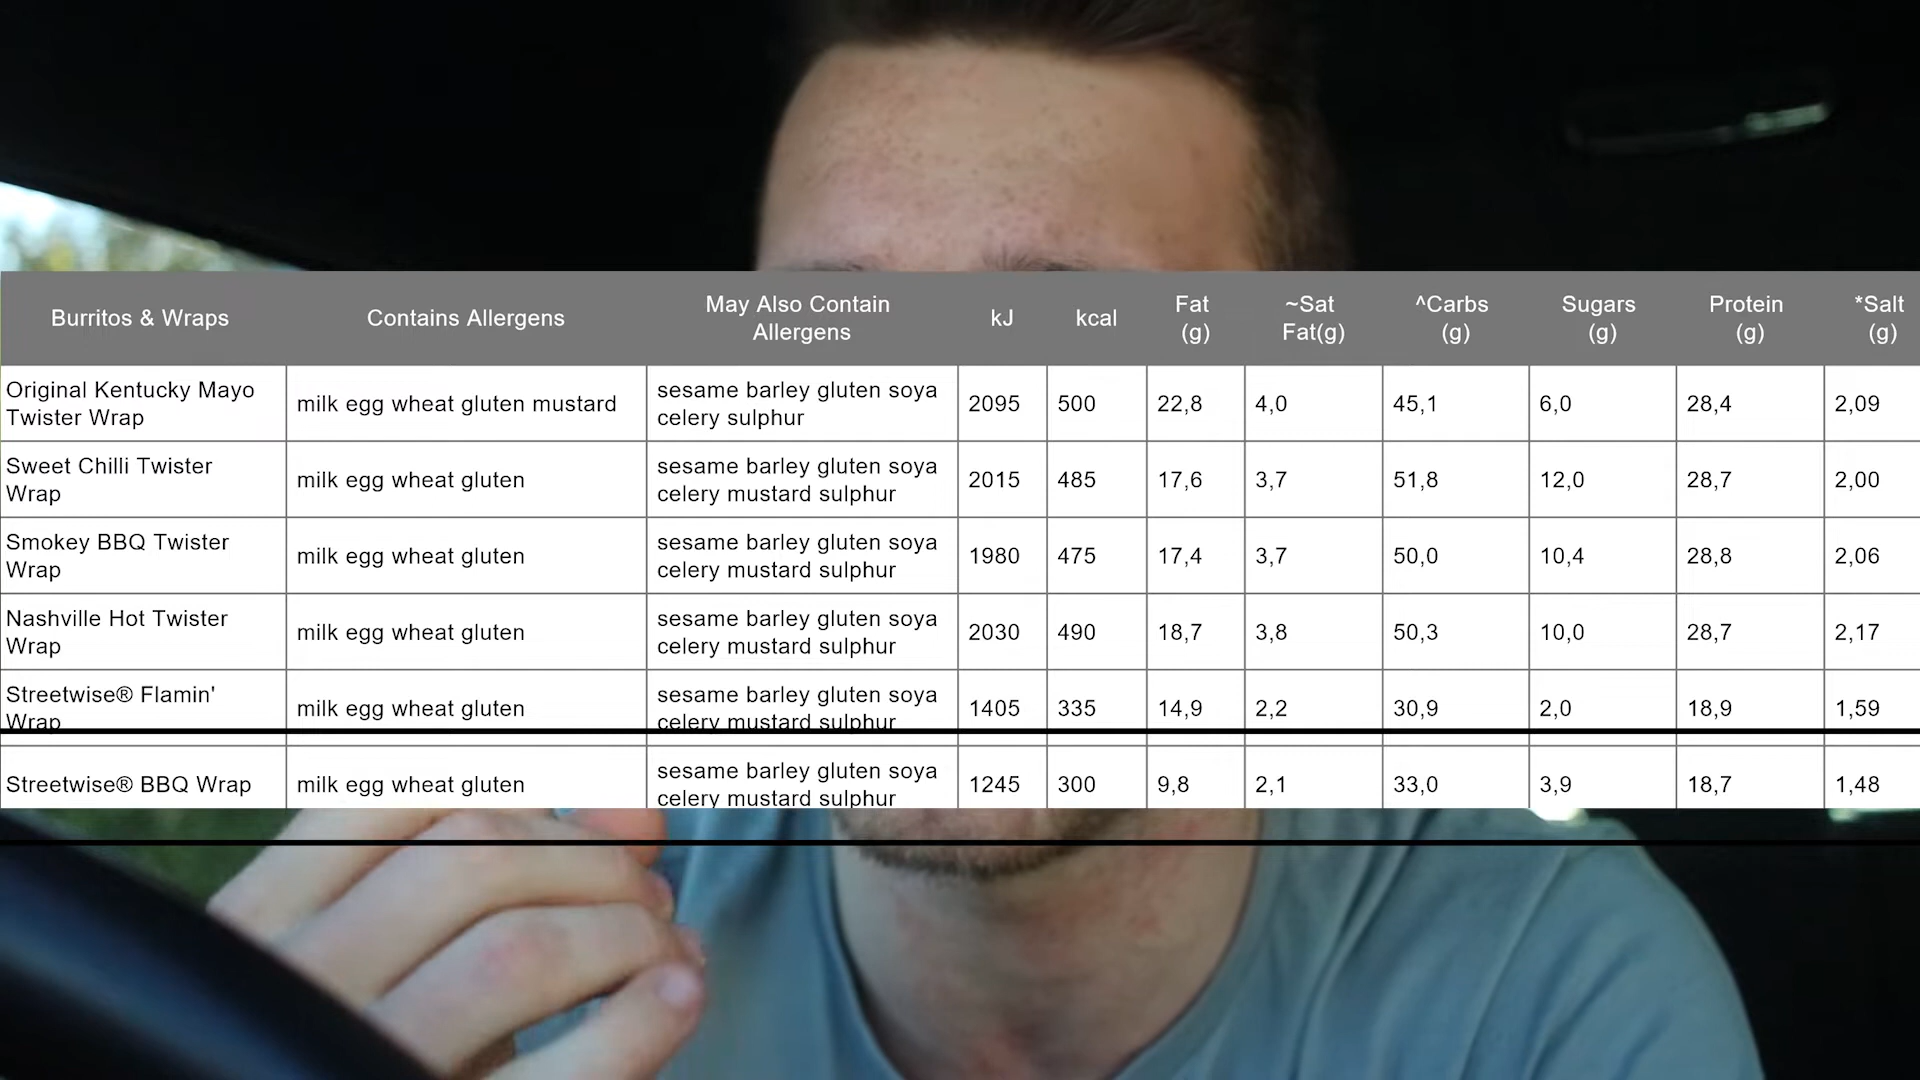 Burritos & Wraps
Contains Allergens
May Also Contain
Allergens
kJ
kcal
Fat
(g)
~Sat
Fat(g)
^Carbs
(g)
Sugars
(g)
Protein
(g)
*Salt
(g)
Original Kentucky Mayo
Twister Wrap
milk egg wheat gluten mustard
sesame barley gluten soya
celery sulphur
2095
500
22,8
4,0
45,1
6,0
28,4
2,09
Sweet Chilli Twister
Wrap
milk egg wheat gluten
sesame barley gluten soya
celery mustard sulphur
2015
485
17,6
3,7
51,8
12,0
28,7
2,00
Smokey BBQ Twister
Wrap
milk egg wheat gluten
sesame barley gluten soya
celery mustard sulphur
1980
475
17,4
3,7
50,0
10,4
28,8
2,06
Nashville Hot Twister
Wrap
milk egg wheat gluten
sesame barley gluten soya
celery mustard sulphur
2030
490
18,7
3,8
50,3
10,0
28,7
2,17
Streetwise® Flamin'
Wrap
milk egg wheat gluten
sesame barley gluten soya
celery mustard sulphur
1405
335
14,9
2,2
30,9
2,0
18,9
1,59
Streetwise® BBQ Wrap
milk egg wheat gluten
sesame barley gluten soya
celery mustard sulphur
1245
300
9,8
2,1
33,0
3,9
18,7
1,48